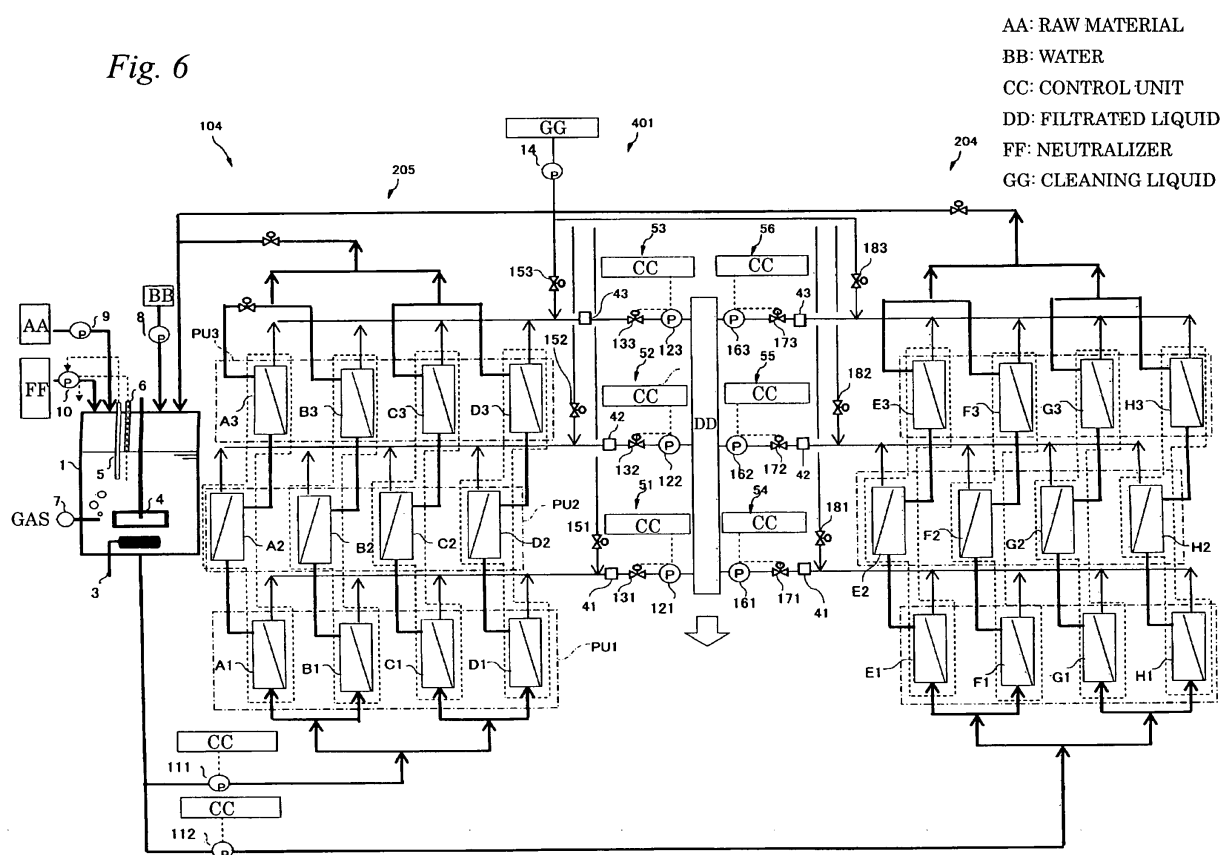 AA: RAW MATERIAL
BB: WATER
CC: CONTROL UNIT
DD: FILTRATED LIQUID
FF: NEUTRALIZER
GG: CLEANING LIQUID
Fig. 6
104
GG
401
204
14
P
205
53
56
153
CC
CC
183
BB
43
43
AA
9
8
P
P
PU3
133
P
123
P
163
173
152
52
55
FF
P
10
6
A3
B3
C3
D3
CC
CC
182
E3
F3
G3
H3
DD
42
P
P
42
1
5
132
122
162
172
7
4
51
54
GAS
PU2
151
CC
CC
181
A2
B2
C2
D2
F2
G2
H2
3
E2
41
P
P
41
131
121
161
171
A1
B1
C1
D1
PU1
E1
F1
G1
H1
CC
111
P
CC
112
P